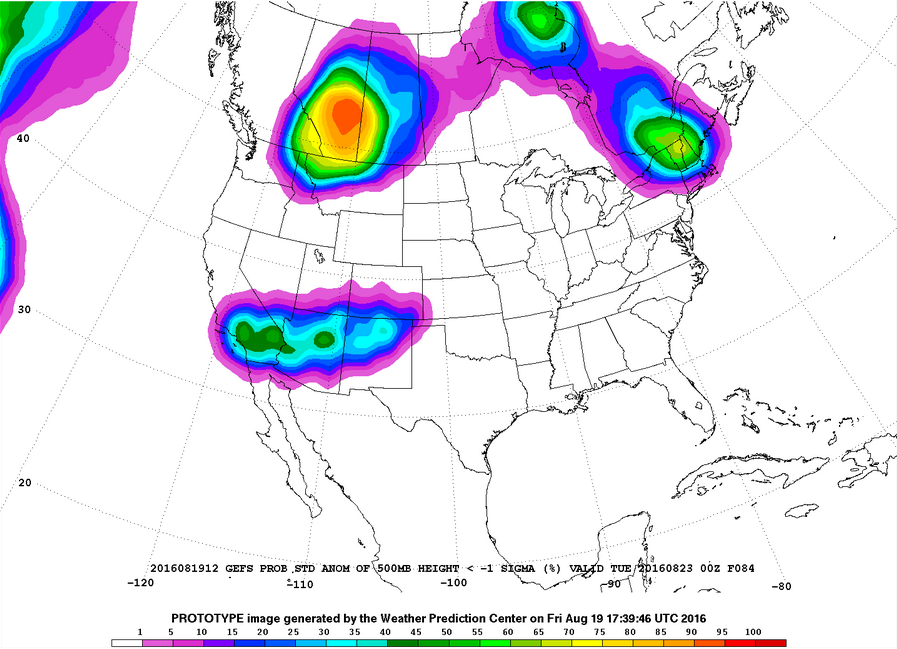 40
30
20
2016081912 GEFS PROB STD ANOM OF 500MB HEIGHT < -1 SIGMA (%) VALID TUE 20160823 00Z F084
-120 -110 -100 -90 -80
PROTOTYPE image generated by the Weather Prediction Center on Fri Aug 19 17:39:46 UTC 2016
1 5 10 15 20 25 30 35 40 45 50 55 60 65 70 75 80 85 90 95 100